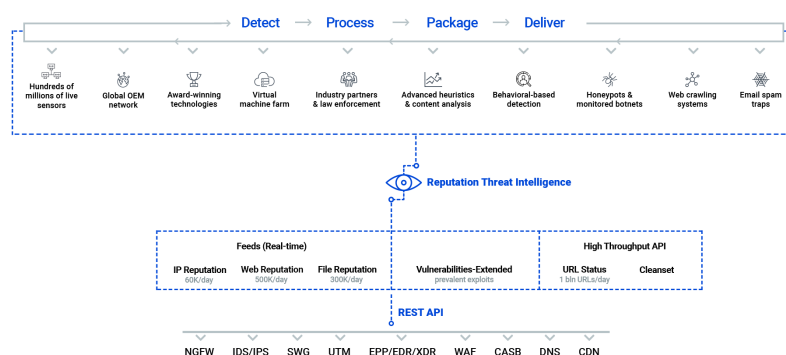 Detect Process Package Deliver
Hundreds of
millions of live
sensors
Global OEM
network
Award-winning
technologies
Virtual
machine farm
Industry partners
& law enforcement
Advanced heuristics
& content analysis
Behavioral-based
detection
Honeypots &
monitored botnets
Web crawling
systems
Email spam
traps
Reputation Threat Intelligence
Feeds (Real-time)
IP Reputation
60K/day
Web Reputation
500K/day
File Reputation
300K/day
Vulnerabilities-Extended
prevalent exploits
High Throughput API
URL Status
1 bln URLs/day
Cleanset
REST API
NGFW IDS/IPS SWG UTM EPP/EDR/XDR WAF CASB DNS CDN